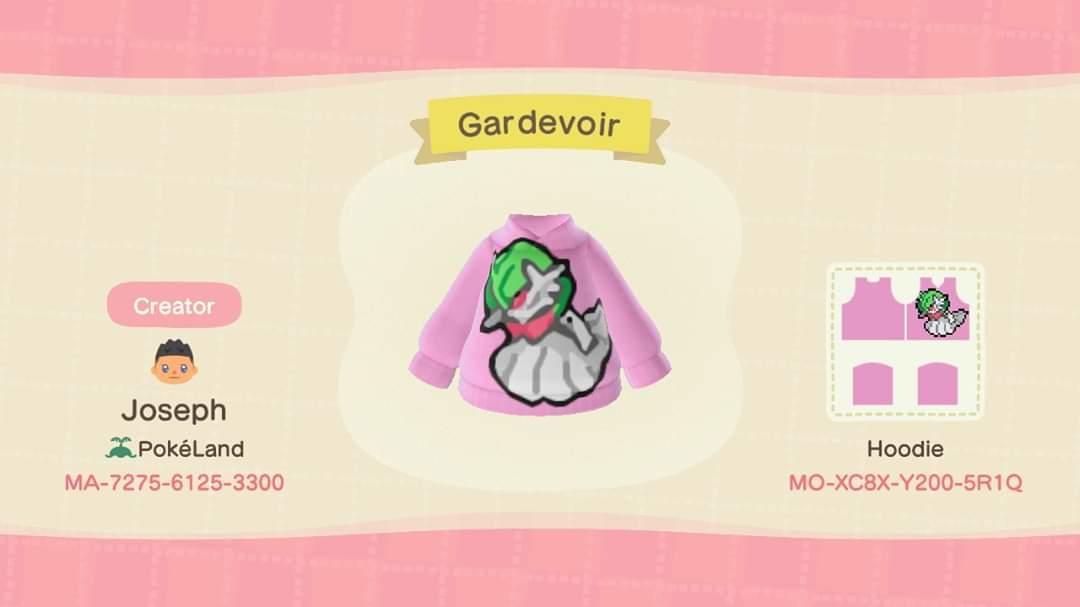 Gardevoir
Creator
Joseph
PokéLand
MA-7275-6125-3300
Hoodie
MO-XC8X-Y200-5R1Q